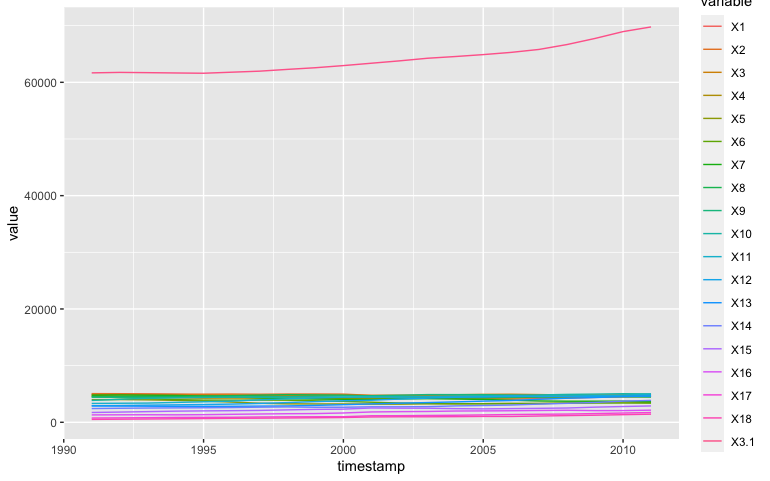 variable
X1
X2
X3
X4
X5
X6
X7
X8
X9
X10
X11
X12
X13
X14
X15
X16
X17
X18
X3.1
value
60000
40000
20000
0
1990
1995
2000
2005
2010
timestamp